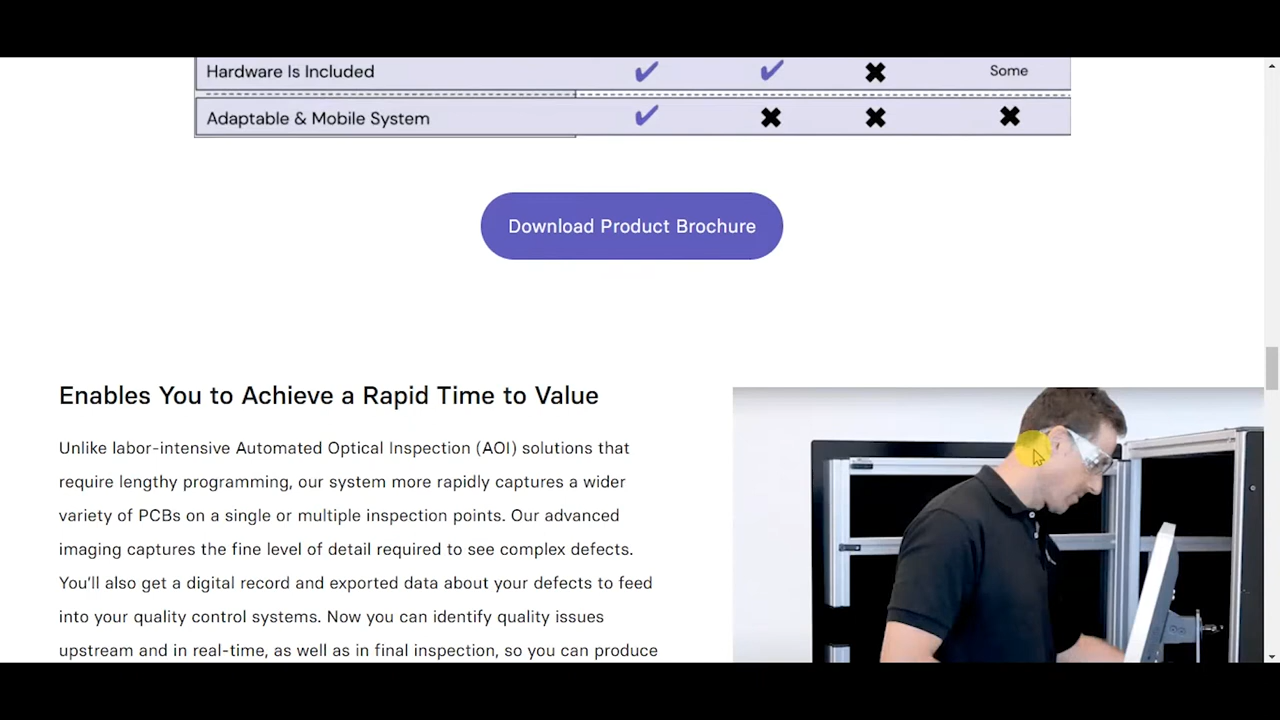 Hardware Is Included ✔ ✔ ✖ Some
Adaptable & Mobile System ✔ ✖ ✖ ✖
Download Product Brochure
Enables You to Achieve a Rapid Time to Value
Unlike labor-intensive Automated Optical Inspection (AOI) solutions that
require lengthy programming, our system more rapidly captures a wider
variety of PCBs on a single or multiple inspection points. Our advanced
imaging captures the fine level of detail required to see complex defects.
You’ll also get a digital record and exported data about your defects to feed
into your quality control systems. Now you can identify quality issues
upstream and in real-time, as well as in final inspection, so you can produce